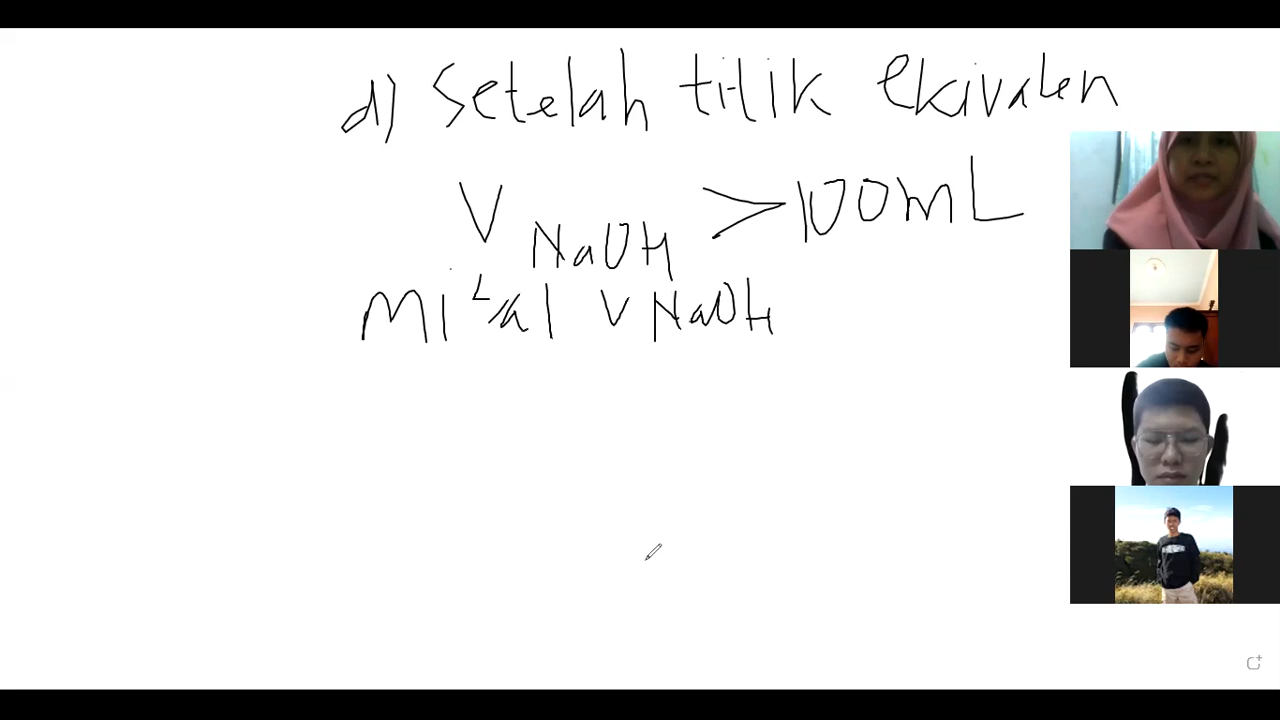 d) Setelah titik ekivalen
V NaOH > 100mL
Misal V NaOH